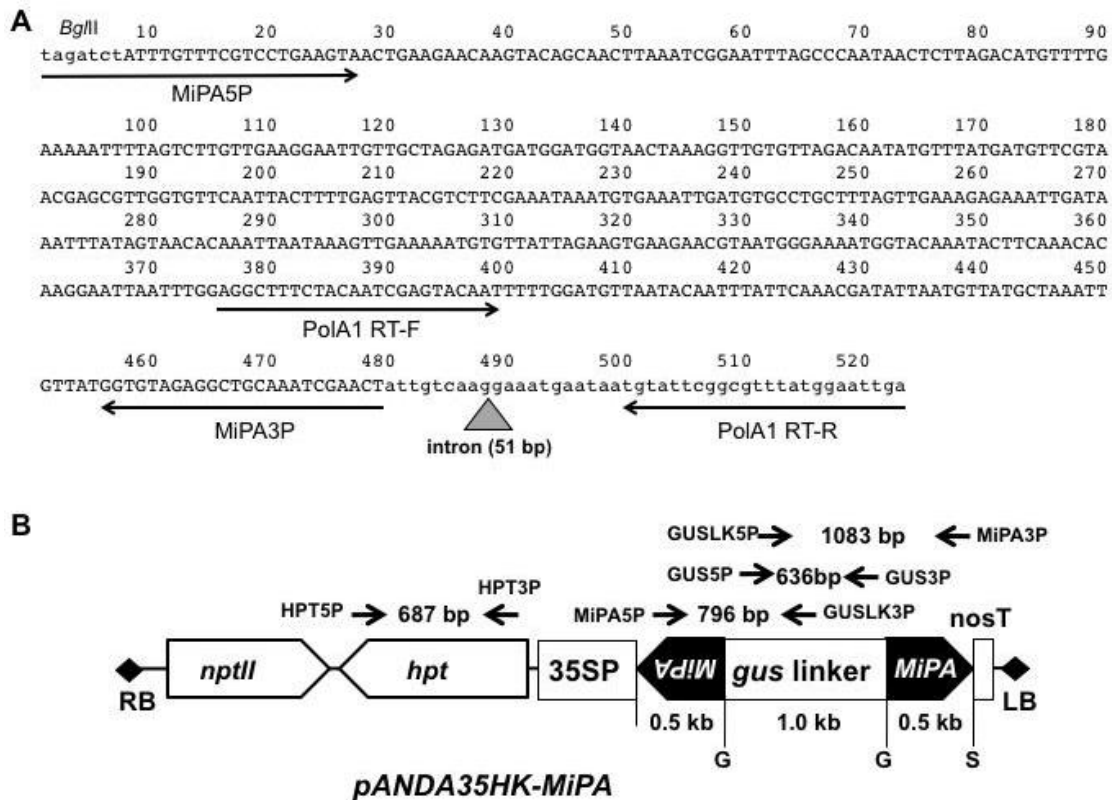 A
BglII 10 20 30 40 50 60 70 80 90
tagatctATTTGTTTCGTCCTGAAGTAACTGAAGAACAAGTACAGCAACTTAAATCGGAATTTAGCCCAATAACTCTTAGACATGTTTTG
MiPA5P
100 110 120 130 140 150 160 170 180
AAAAATTTTAGTCTTGTTGAAGGAATTGTTGCTAGAGATGATGGATGGTAACTAAAGGTTGTGTTAGACAATATGTTTATGATGTTCGTA
190 200 210 220 230 240 250 260 270
ACGAGCGTTGGTGTTCAATTACTTTTGAGTTACGTCTTCGAAATAAATGTGAAATTGATGTGCCTGCTTTAGTTGAAAGAGAAATTGATA
280 290 300 310 320 330 340 350 360
AATTTATAGTAACACAAATTAATAAAGTTGAAAAATGTGTTATTAGAAGTGAAGAACGTAATGGGAAAATGGTACAAATACTTCAAACAC
370 380 390 400 410 420 430 440 450
AAGGAATTAATTTGGAGGCTTTCTACAATCGAGTACAATTTTTGGATGTTAATACAATTTATTCAAACGATATTAATGTTATGCTAAATT
PolA1 RT-F
460 470 480 490 500 510 520
GTTATGGTGTAGAGGCTGCAAATCGAACTattgtcaaggaaatgaataatgtattcggcgtttatggaattga
MiPA3P
PolA1 RT-R
intron (51 bp)
B
GUSLK5P 1083 bp MiPA3P
GUS5P 636bp GUS3P
HPT5P 687 bp HPT3P MiPA5P 796 bp GUSLK3P
nosT
nptII hpt 35SP MiPA gus linker MiPA
RB LB
0.5 kb 1.0 kb 0.5 kb
G G S
pANDA35HK-MiPA